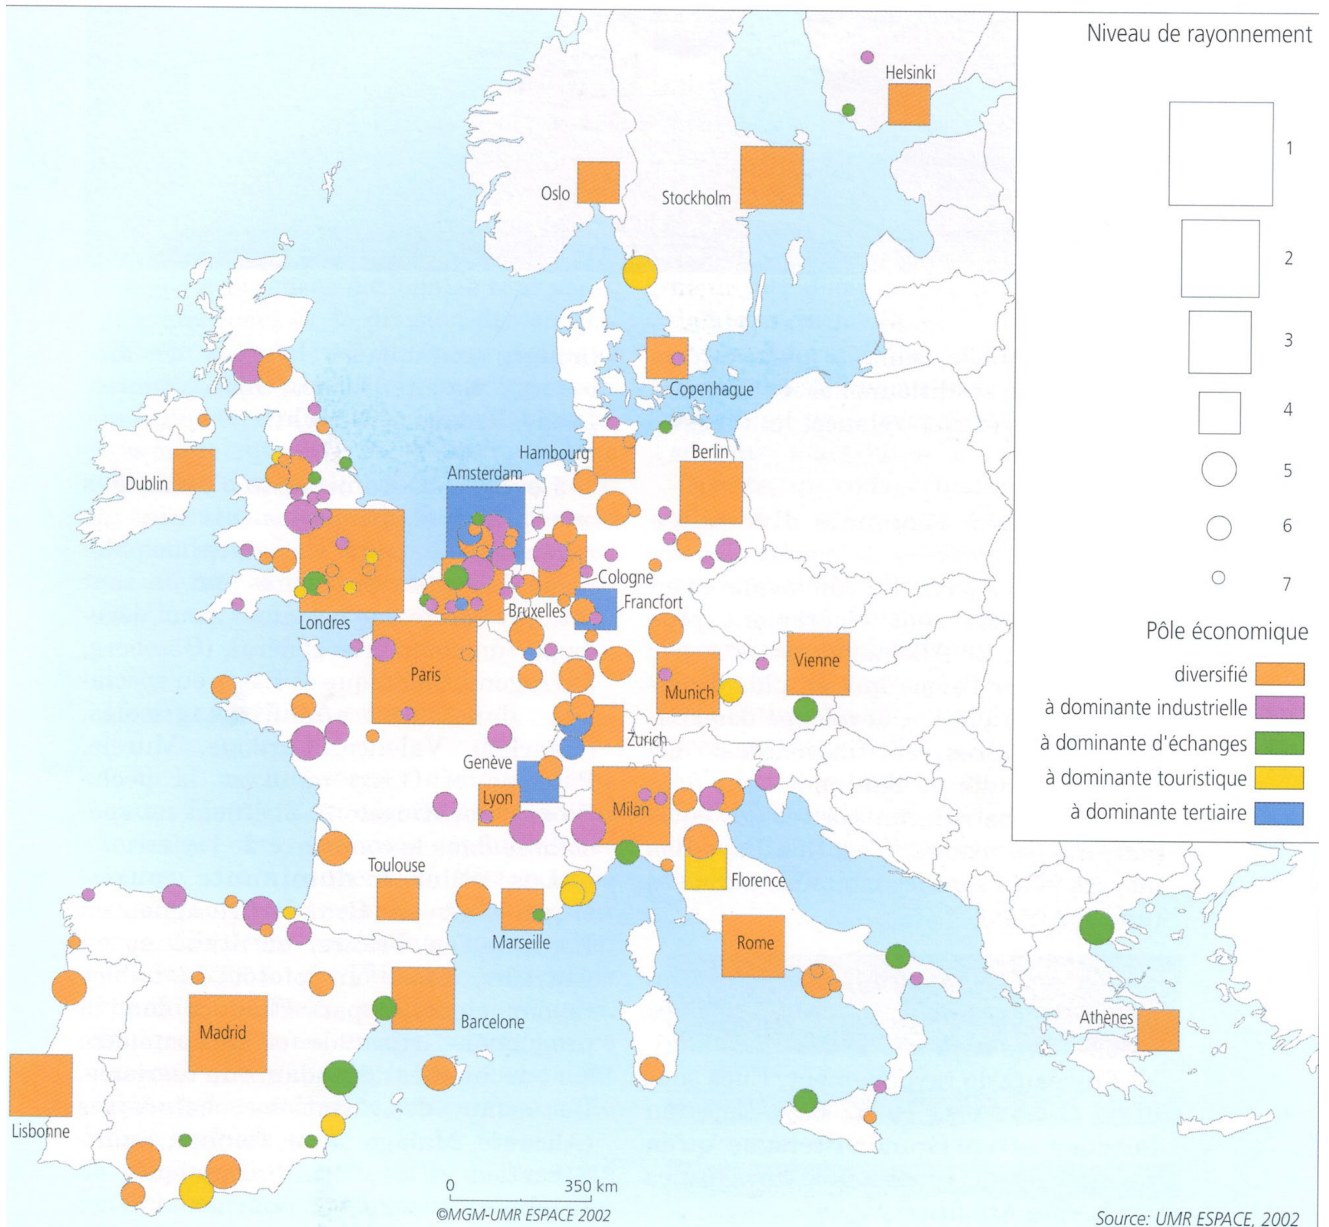 Niveau de rayonnement
1
2
3
4
5
6
7
Pôle économique
diversifié
à dominante industrielle
à dominante d'échanges
à dominante touristique
à dominante tertiaire
Helsinki
Oslo
Stockholm
Copenhague
Dublin
Hambourg
Berlin
Amsterdam
Cologne
Francfort
Bruxelles
Londres
Paris
Munich
Vienne
Zurich
Genève
Lyon
Milan
Toulouse
Florence
Marseille
Rome
Barcelone
Madrid
Athènes
Lisbonne
0 350 km
©MGM-UMR ESPACE 2002
Source: UMR ESPACE, 2002